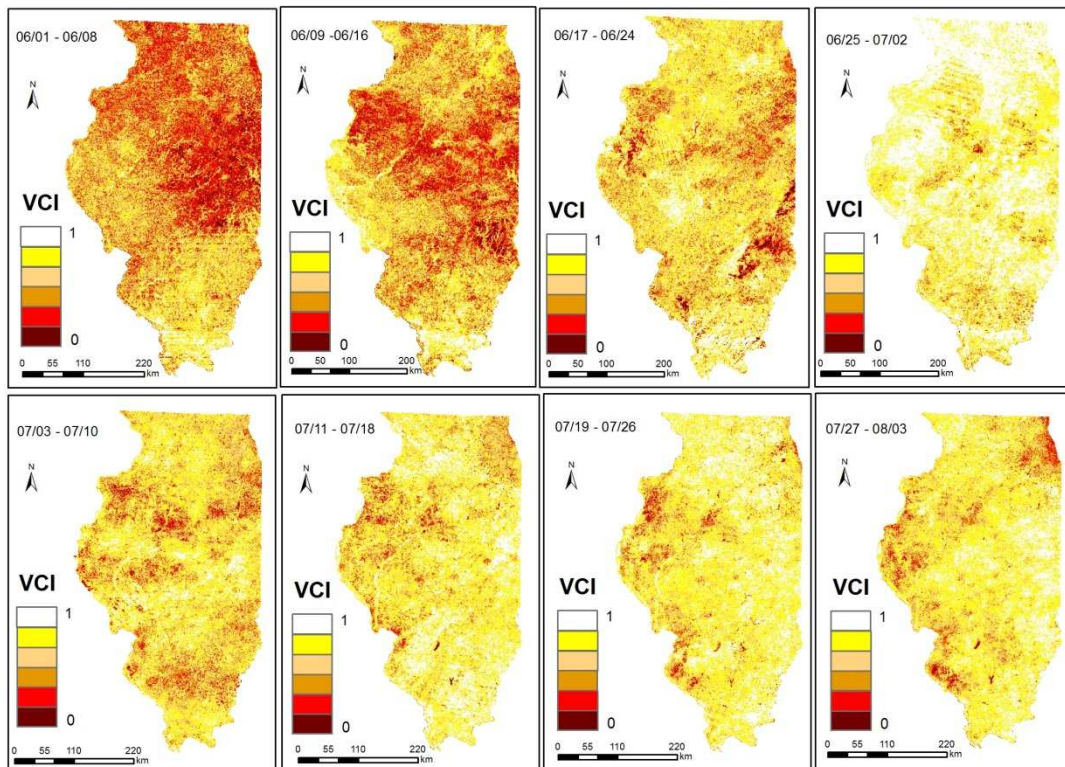 06/01 - 06/08
N
VCI
1
0
0 55 110 220
km
06/09 -06/16
N
VCI
1
0
0 50 100 200
km
06/17 - 06/24
N
VCI
1
0
0 50 100 200
km
06/25 - 07/02
N
VCI
1
0
0 50 100 200
km
07/03 - 07/10
N
VCI
1
0
0 55 110 220
km
07/11 - 07/18
N
VCI
1
0
0 55 110 220
km
07/19 - 07/26
N
VCI
1
0
0 55 110 220
km
07/27 - 08/03
N
VCI
1
0
0 55 110 220
km